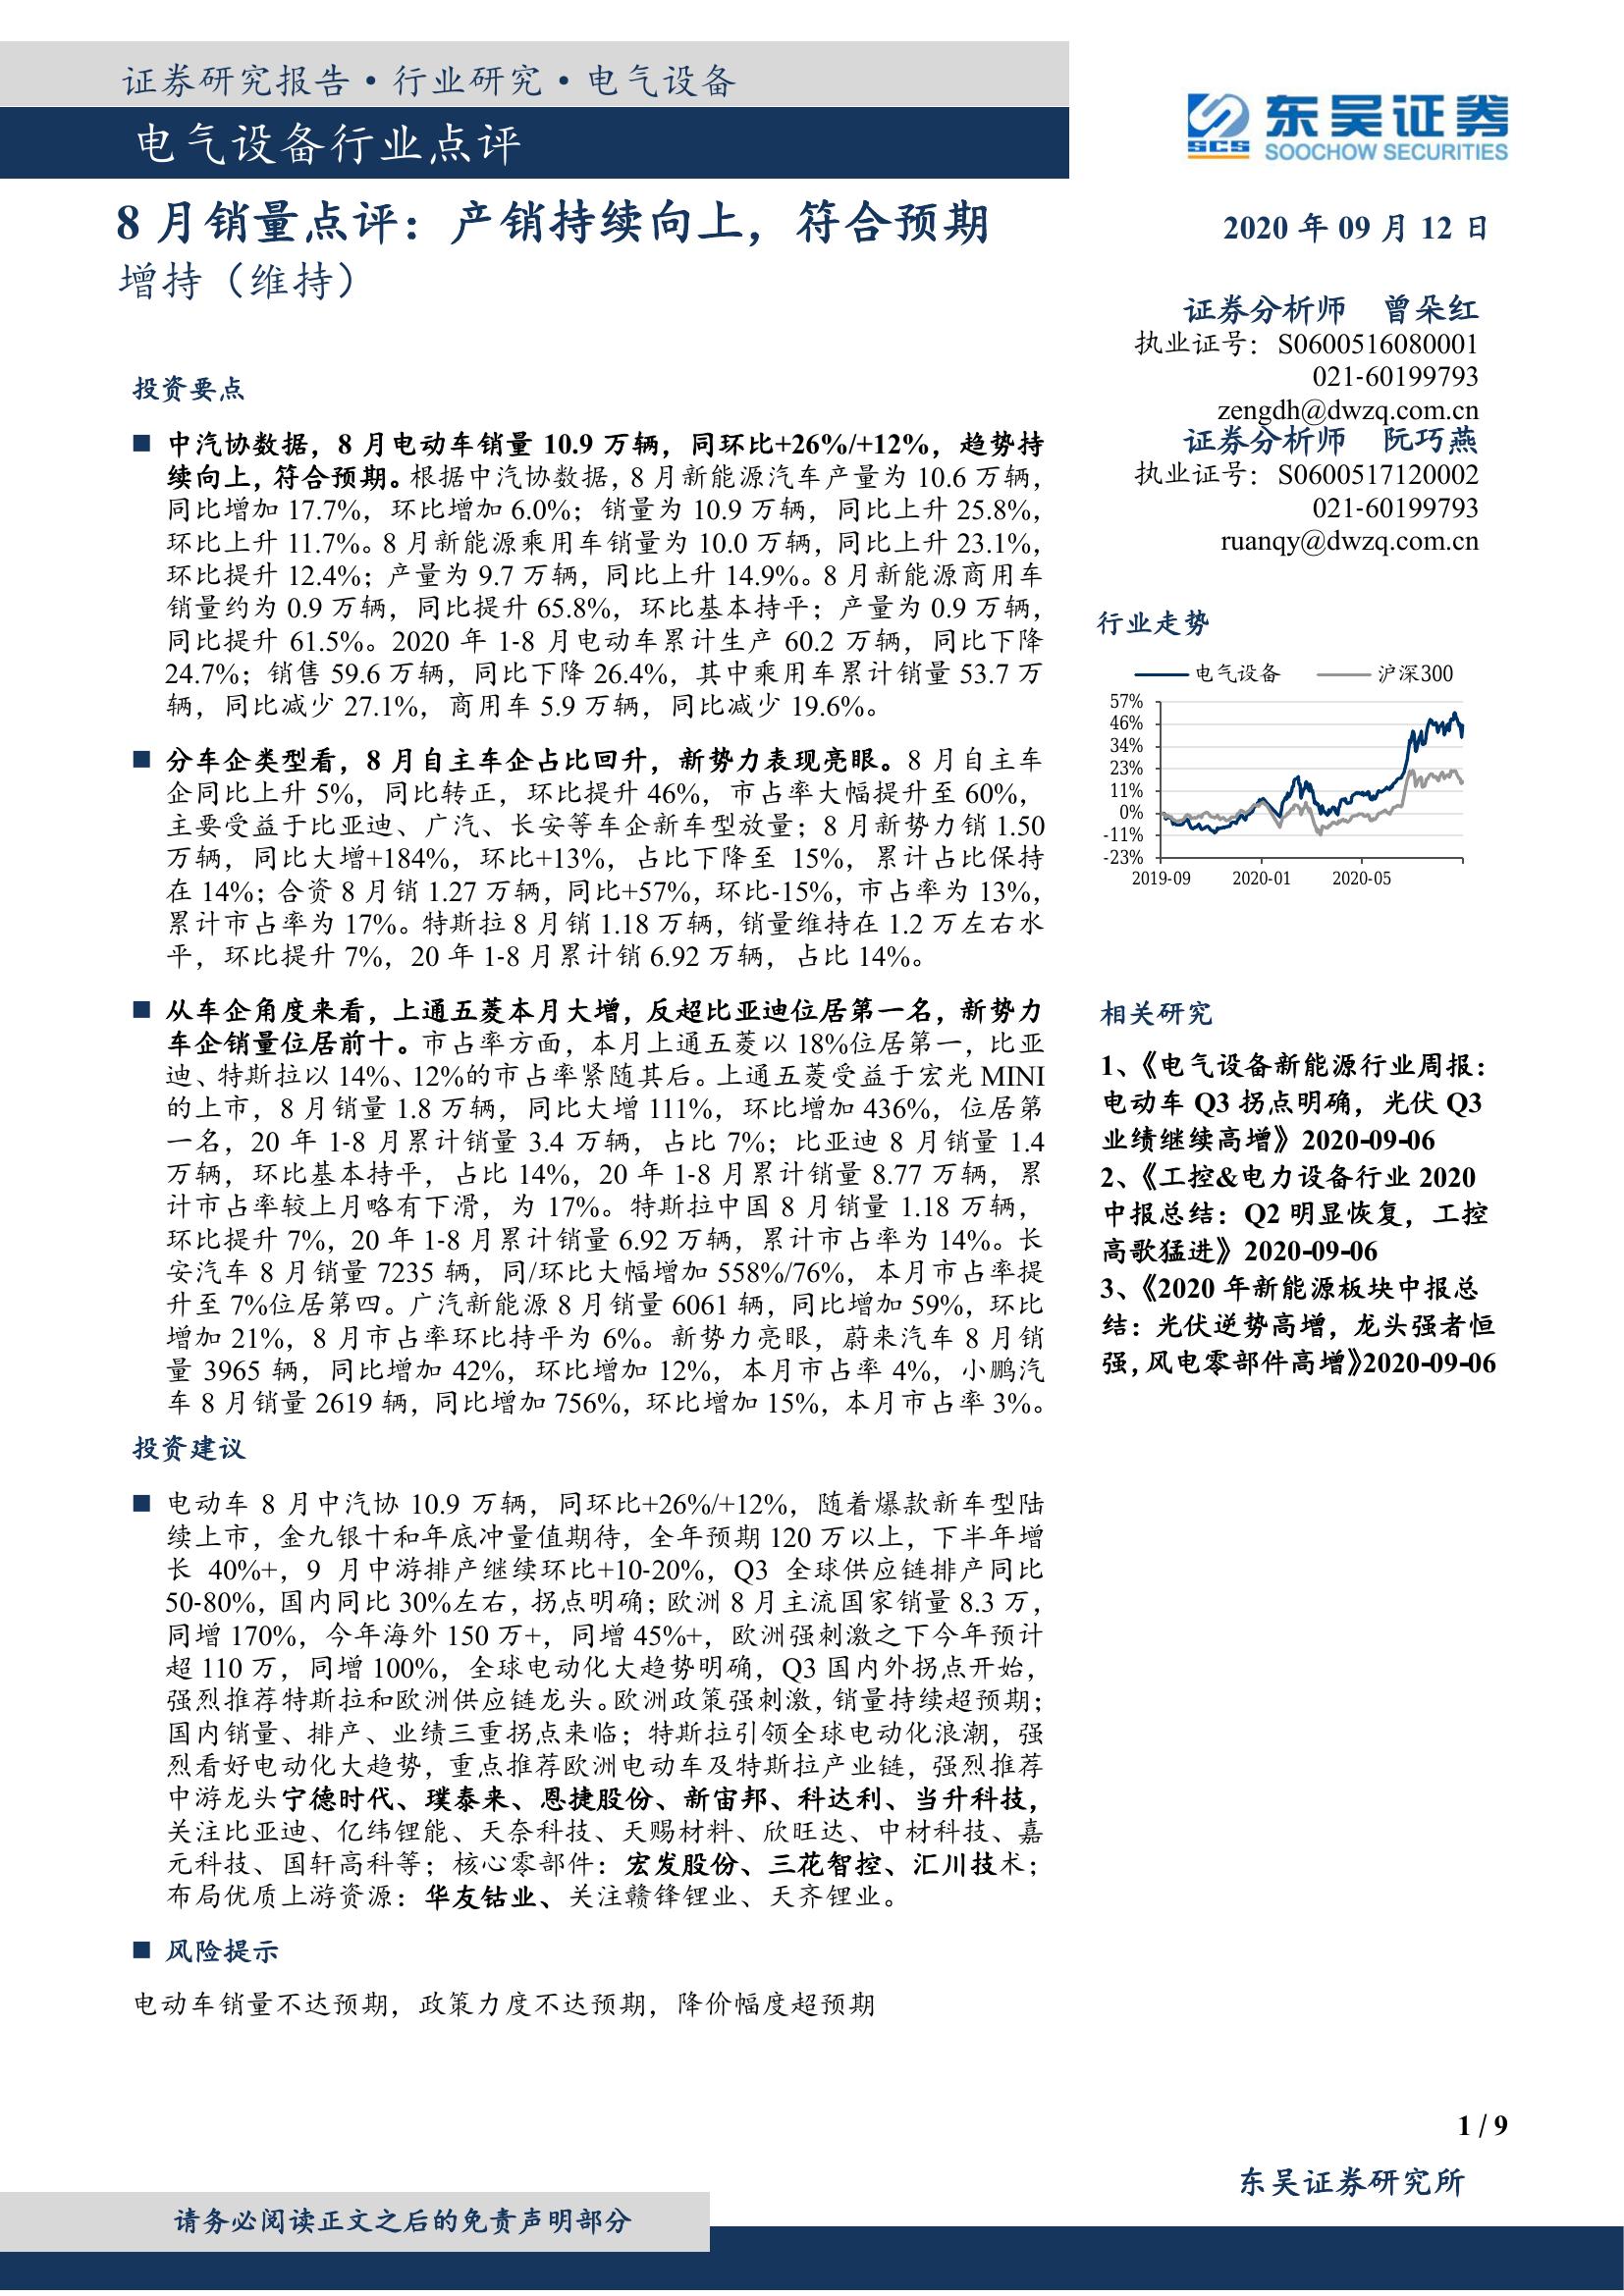 证券研究报告·行业研究·电气设备
电气设备行业点评
东吴证券
SCS
SOOCHOW SECURITIES
8 月销量点评：产销持续向上，符合预期
增持（维持）
2020 年 09 月 12 日
证券分析师 曾朵红
执业证号：S0600516080001
021-60199793
zengdh@dwzq.com.cn
证券分析师 阮巧燕
执业证号：S0600517120002
021-60199793
ruanqy@dwzq.com.cn
投资要点
■ 中汽协数据，8 月电动车销量 10.9 万辆，同环比+26%/+12%，趋势持
续向上，符合预期。根据中汽协数据，8 月新能源汽车产量为 10.6 万辆，
同比增加 17.7%，环比增加 6.0%；销量为 10.9 万辆，同比上升 25.8%，
环比上升 11.7%。8 月新能源乘用车销量为 10.0 万辆，同比上升 23.1%，
环比提升 12.4%；产量为 9.7 万辆，同比上升 14.9%。8 月新能源商用车
销量约为 0.9 万辆，同比提升 65.8%，环比基本持平；产量为 0.9 万辆，
同比提升 61.5%。2020 年 1-8 月电动车累计生产 60.2 万辆，同比下降
24.7%；销售 59.6 万辆，同比下降 26.4%，其中乘用车累计销量 53.7 万
辆，同比减少 27.1%，商用车 5.9 万辆，同比减少 19.6%。
■ 分车企类型看，8 月自主车企占比回升，新势力表现亮眼。8 月自主车
企同比上升 5%，同比转正，环比提升 46%，市占率大幅提升至 60%，
主要受益于比亚迪、广汽、长安等车企新车型放量；8 月新势力销 1.50
万辆，同比大增+184%，环比+13%，占比下降至 15%，累计占比保持
在 14%；合资 8 月销 1.27 万辆，同比+57%，环比-15%，市占率为 13%，
累计市占率为 17%。特斯拉 8 月销 1.18 万辆，销量维持在 1.2 万左右水
平，环比提升 7%，20 年 1-8 月累计销 6.92 万辆，占比 14%。
■ 从车企角度来看，上通五菱本月大增，反超比亚迪位居第一名，新势力
车企销量位居前十。市占率方面，本月上通五菱以 18%位居第一，比亚
迪、特斯拉以 14%、12%的市占率紧随其后。上通五菱受益于宏光 MINI
的上市，8 月销量 1.8 万辆，同比大增 111%，环比增加 436%，位居第
一名，20 年 1-8 月累计销量 3.4 万辆，占比 7%；比亚迪 8 月销量 1.4
万辆，环比基本持平，占比 14%，20 年 1-8 月累计销量 8.77 万辆，累
计市占率较上月略有下滑，为 17%。特斯拉中国 8 月销量 1.18 万辆，
环比提升 7%，20 年 1-8 月累计销量 6.92 万辆，累计市占率为 14%。长
安汽车 8 月销量 7235 辆，同/环比大幅增加 558%/76%，本月市占率提
升至 7%位居第四。广汽新能源 8 月销量 6061 辆，同比增加 59%，环比
增加 21%，8 月市占率环比持平为 6%。新势力亮眼，蔚来汽车 8 月销
量 3965 辆，同比增加 42%，环比增加 12%，本月市占率 4%，小鹏汽
车 8 月销量 2619 辆，同比增加 756%，环比增加 15%，本月市占率 3%。
投资建议
■ 电动车 8 月中汽协 10.9 万辆，同环比+26%/+12%，随着爆款新车型陆
续上市，金九银十和年底冲量值期待，全年预期 120 万以上，下半年增
长 40%+，9 月中游排产继续环比+10-20%，Q3 全球供应链排产同比
50-80%，国内同比 30%左右，拐点明确；欧洲 8 月主流国家销量 8.3 万，
同增 170%，今年海外 150 万+，同增 45%+，欧洲强刺激之下今年预计
超 110 万，同增 100%，全球电动化大趋势明确，Q3 国内外拐点开始，
强烈推荐特斯拉和欧洲供应链龙头。欧洲政策强刺激，销量持续超预期；
国内销量、排产、业绩三重拐点来临；特斯拉引领全球电动化浪潮，强
烈看好电动化大趋势，重点推荐欧洲电动车及特斯拉产业链，强烈推荐
中游龙头宁德时代、璞泰来、恩捷股份、新宙邦、科达利、当升科技，
关注比亚迪、亿纬锂能、天奈科技、天赐材料、欣旺达、中材科技、嘉
元科技、国轩高科等；核心零部件：宏发股份、三花智控、汇川技术；
布局优质上游资源：华友钴业、关注赣锋锂业、天齐锂业。
■ 风险提示
电动车销量不达预期，政策力度不达预期，降价幅度超预期
行业走势
电气设备 沪深300
57%
46%
34%
23%
11%
0%
-11%
-23%
2019-09 2020-01 2020-05
相关研究
1、《电气设备新能源行业周报：
电动车 Q3 拐点明确，光伏 Q3
业绩继续高增》2020-09-06
2、《工控&电力设备行业 2020
中报总结：Q2 明显恢复，工控
高歌猛进》2020-09-06
3、《2020 年新能源板块中报总
结：光伏逆势高增，龙头强者恒
强，风电零部件高增》2020-09-06
1 / 9
东吴证券研究所
请务必阅读正文之后的免责声明部分